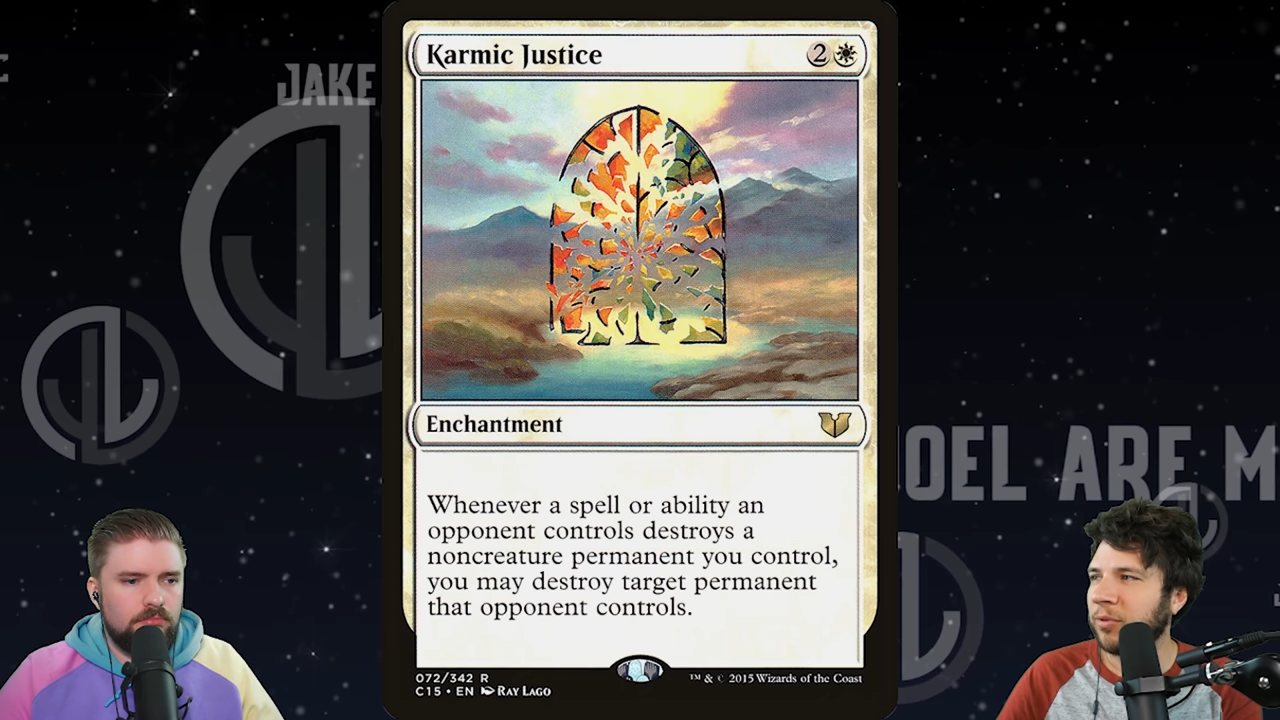 JAKE
OEL ARE M
Karmic Justice
2
Enchantment
Whenever a spell or ability an
opponent controls destroys a
noncreature permanent you control,
you may destroy target permanent
that opponent controls.
072/342 R
C15 • EN RAY LAGO
™ & © 2015 Wizards of the Coast